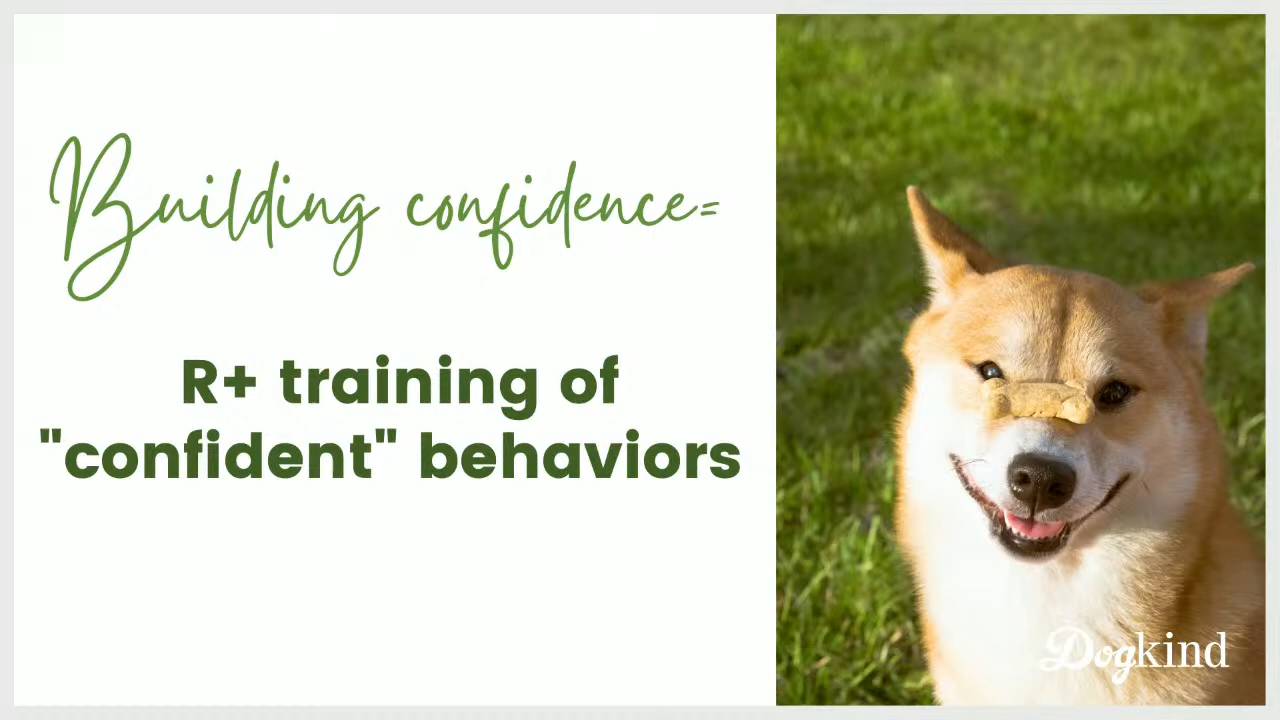 Building confidence=
R+ training of
"confident" behaviors
Dogkind